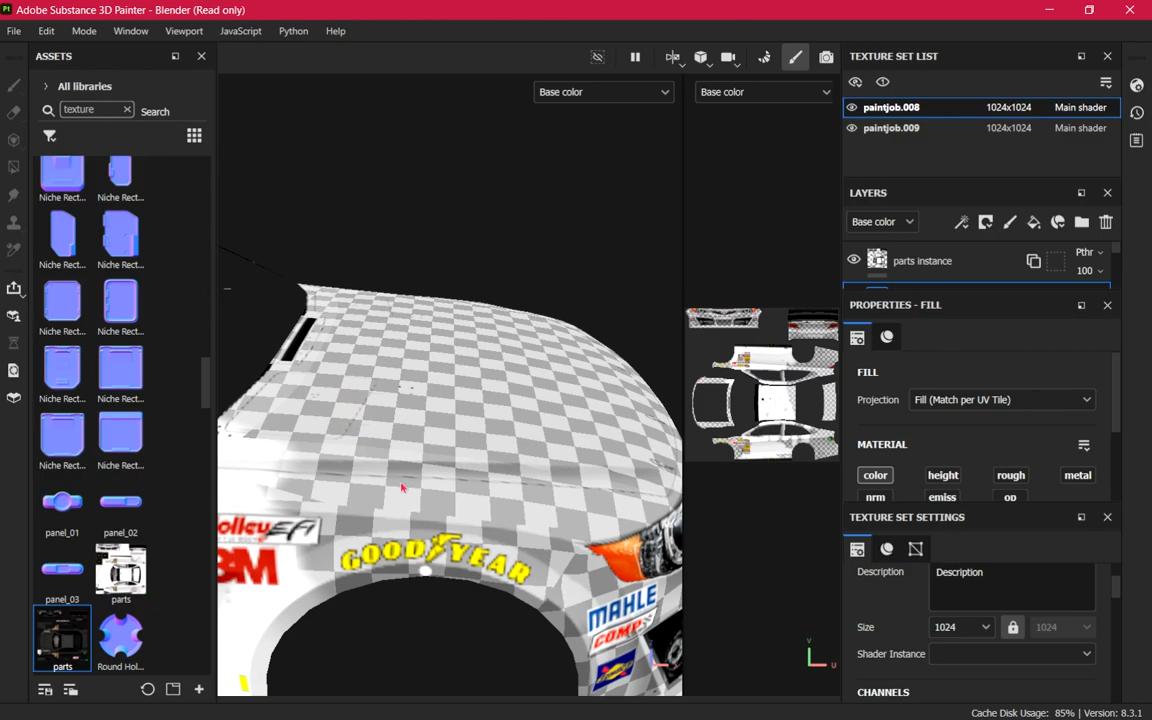 Pt Adobe Substance 3D Painter - Blender (Read only)
File Edit Mode Window Viewport JavaScript Python Help
ASSETS
All libraries
texture Search
Niche Rect... Niche Rect...
Niche Rect... Niche Rect...
Niche Rect... Niche Rect...
Niche Rect... Niche Rect...
Niche Rect... Niche Rect...
panel_01 panel_02
panel_03 parts
parts Round Hol...
Base color Base color
olley EFI
3M
GOODYEAR
MAHLE
COMP
V
U
TEXTURE SET LIST
paintjob.008 1024x1024 Main shader
paintjob.009 1024x1024 Main shader
LAYERS
Base color
parts instance Pthr
100
PROPERTIES - FILL
FILL
Projection Fill (Match per UV Tile)
MATERIAL
color height rough metal
nrm emiss op
TEXTURE SET SETTINGS
Description Description
Size 1024 1024
Shader Instance
CHANNELS
Cache Disk Usage: 85% | Version: 8.3.1